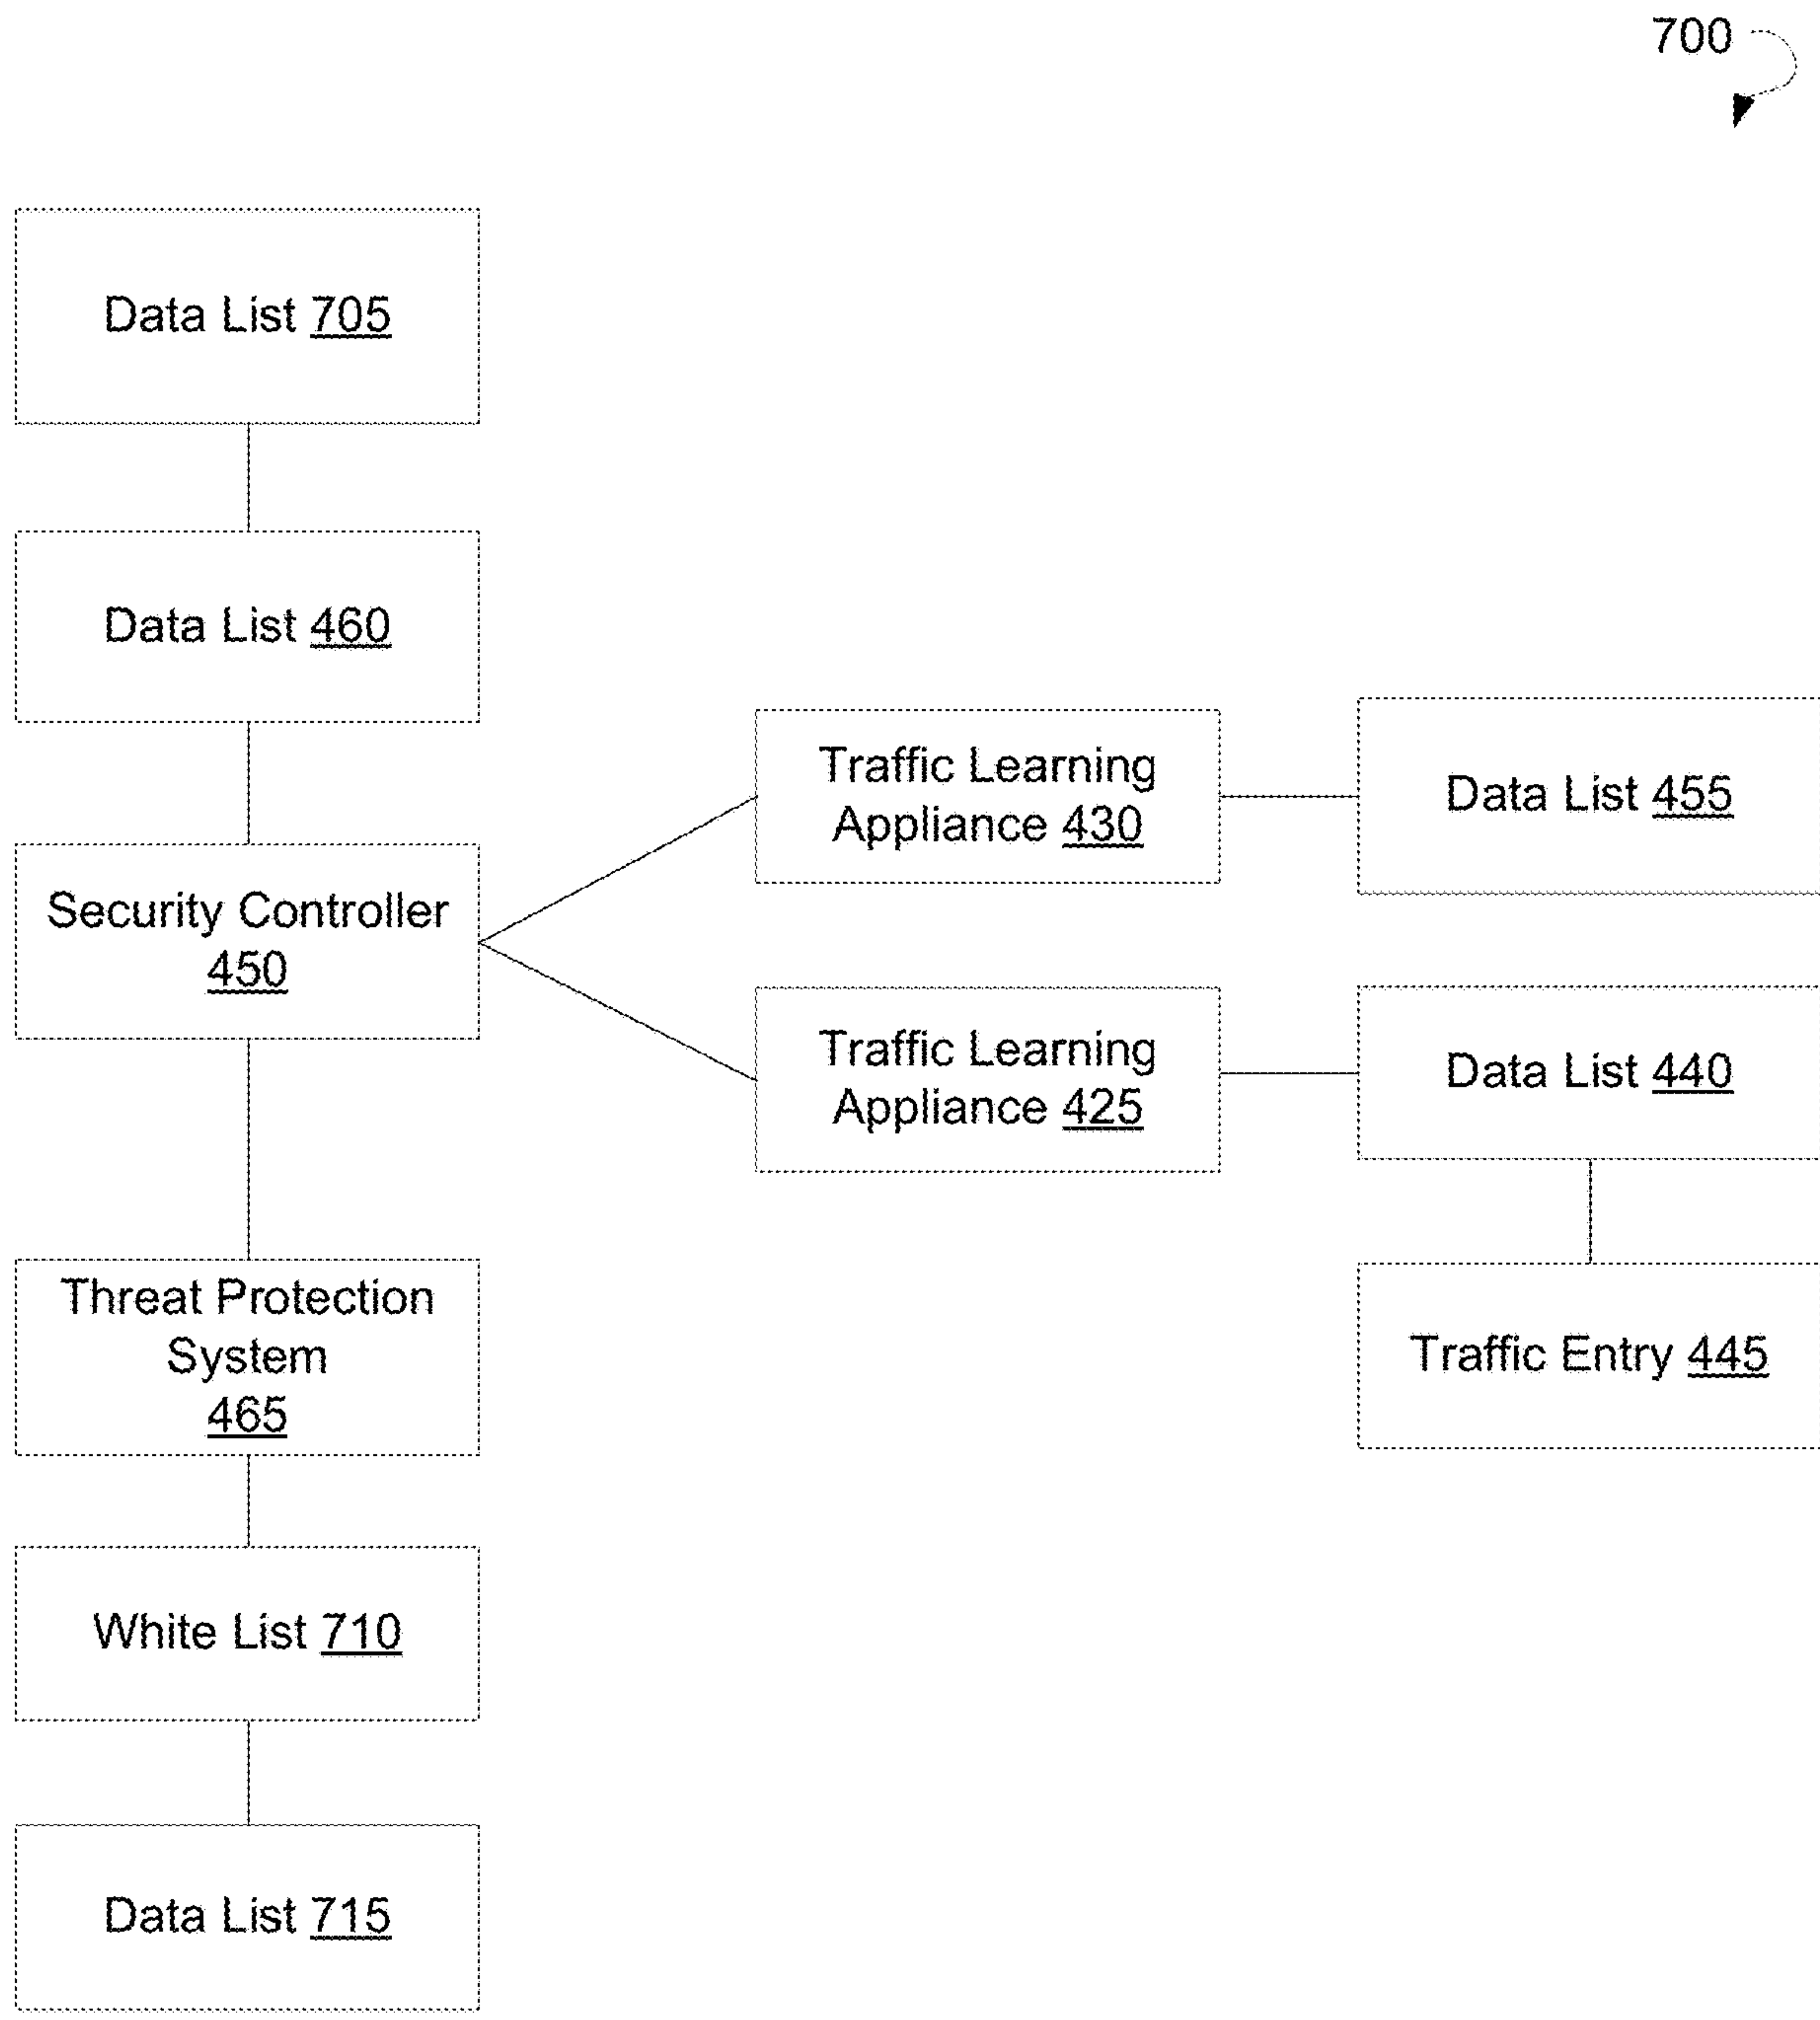 700
Data List 705
Data List 460
Security Controller
450
Threat Protection
System
465
White List 710
Data List 715
Traffic Learning
Appliance 430
Data List 455
Traffic Learning
Appliance 425
Data List 440
Traffic Entry 445